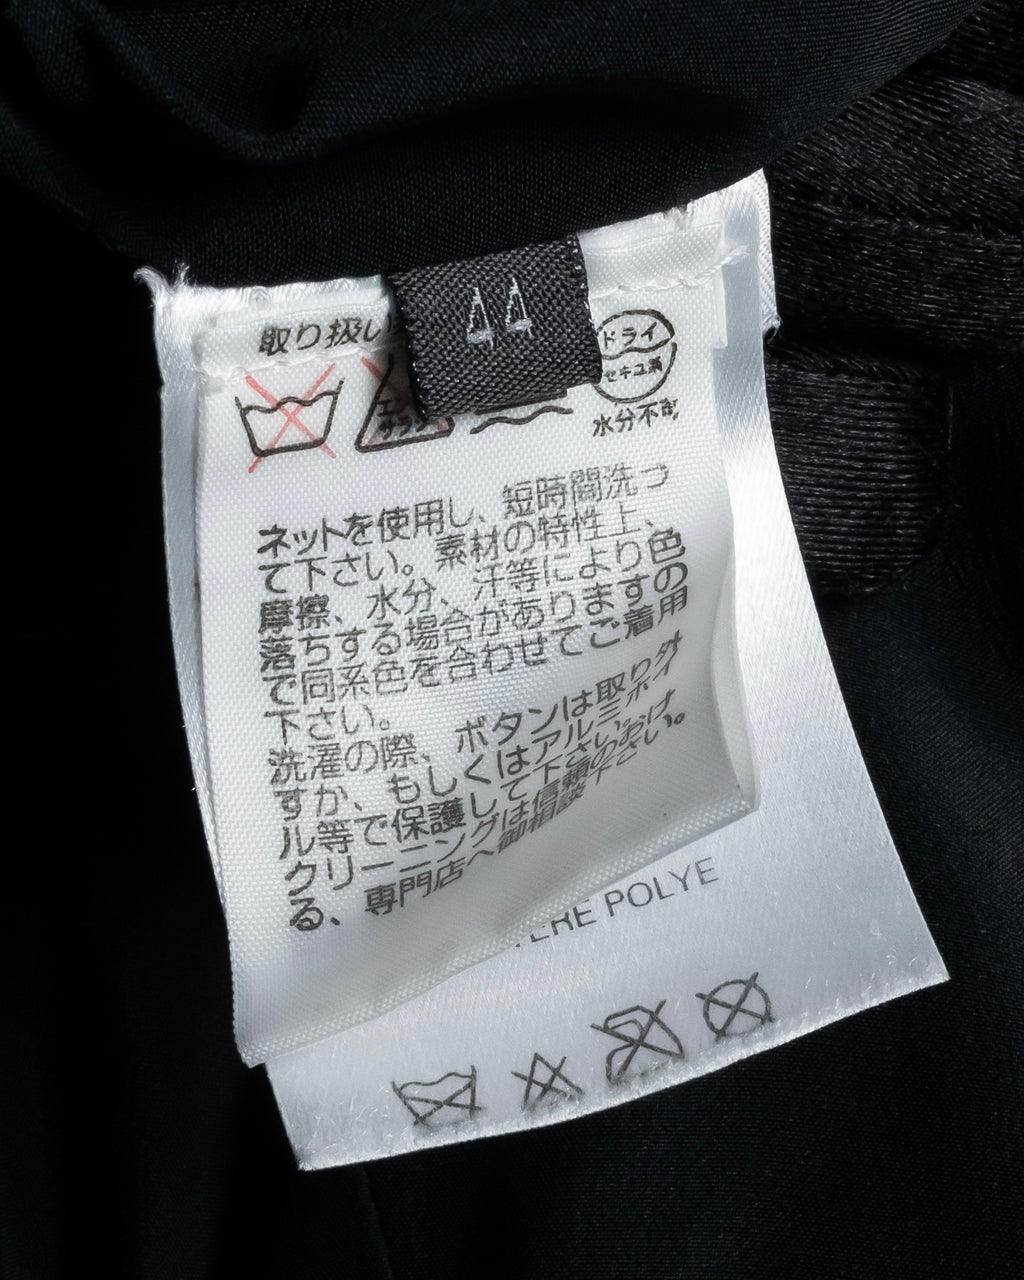 44
取り扱い
ドライ
セキユ系
エン
サラシ
水分不可
ネットを使用し、短時間洗っ
て下さい。素材の特性上、
摩擦、水分、汗等により色
落ちする場合がありますの
で同系色を合わせてご着用
下さい。
洗濯の際、ボタンは取り外
すか、もしくはアルミホイ
ル等で保護して下さい。
クリーニングは信頼のおけ
る、専門店へ御相談下さい。
POLYE